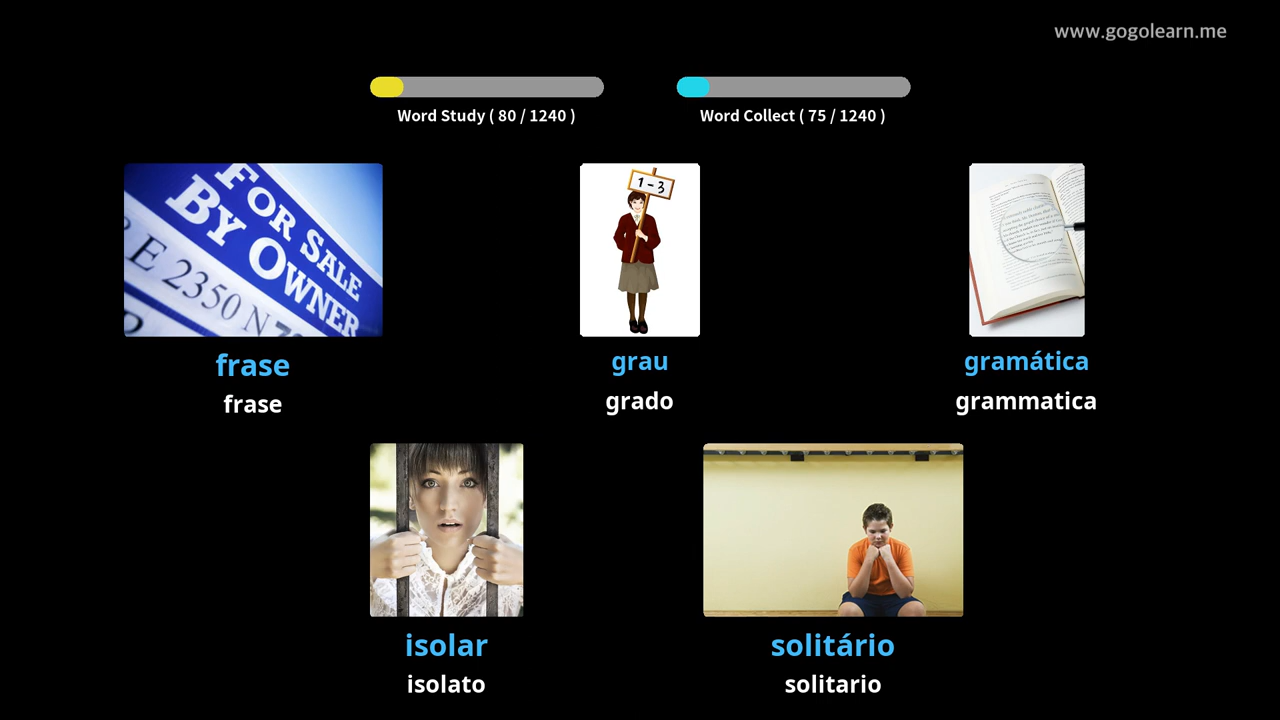 www.gogolearn.me
Word Study ( 80 / 1240 )
Word Collect ( 75 / 1240 )
FOR SALE
BY OWNER
E 2350 N
1 - 3
frase
frase
grau
grado
gramática
grammatica
isolar
isolato
solitário
solitario